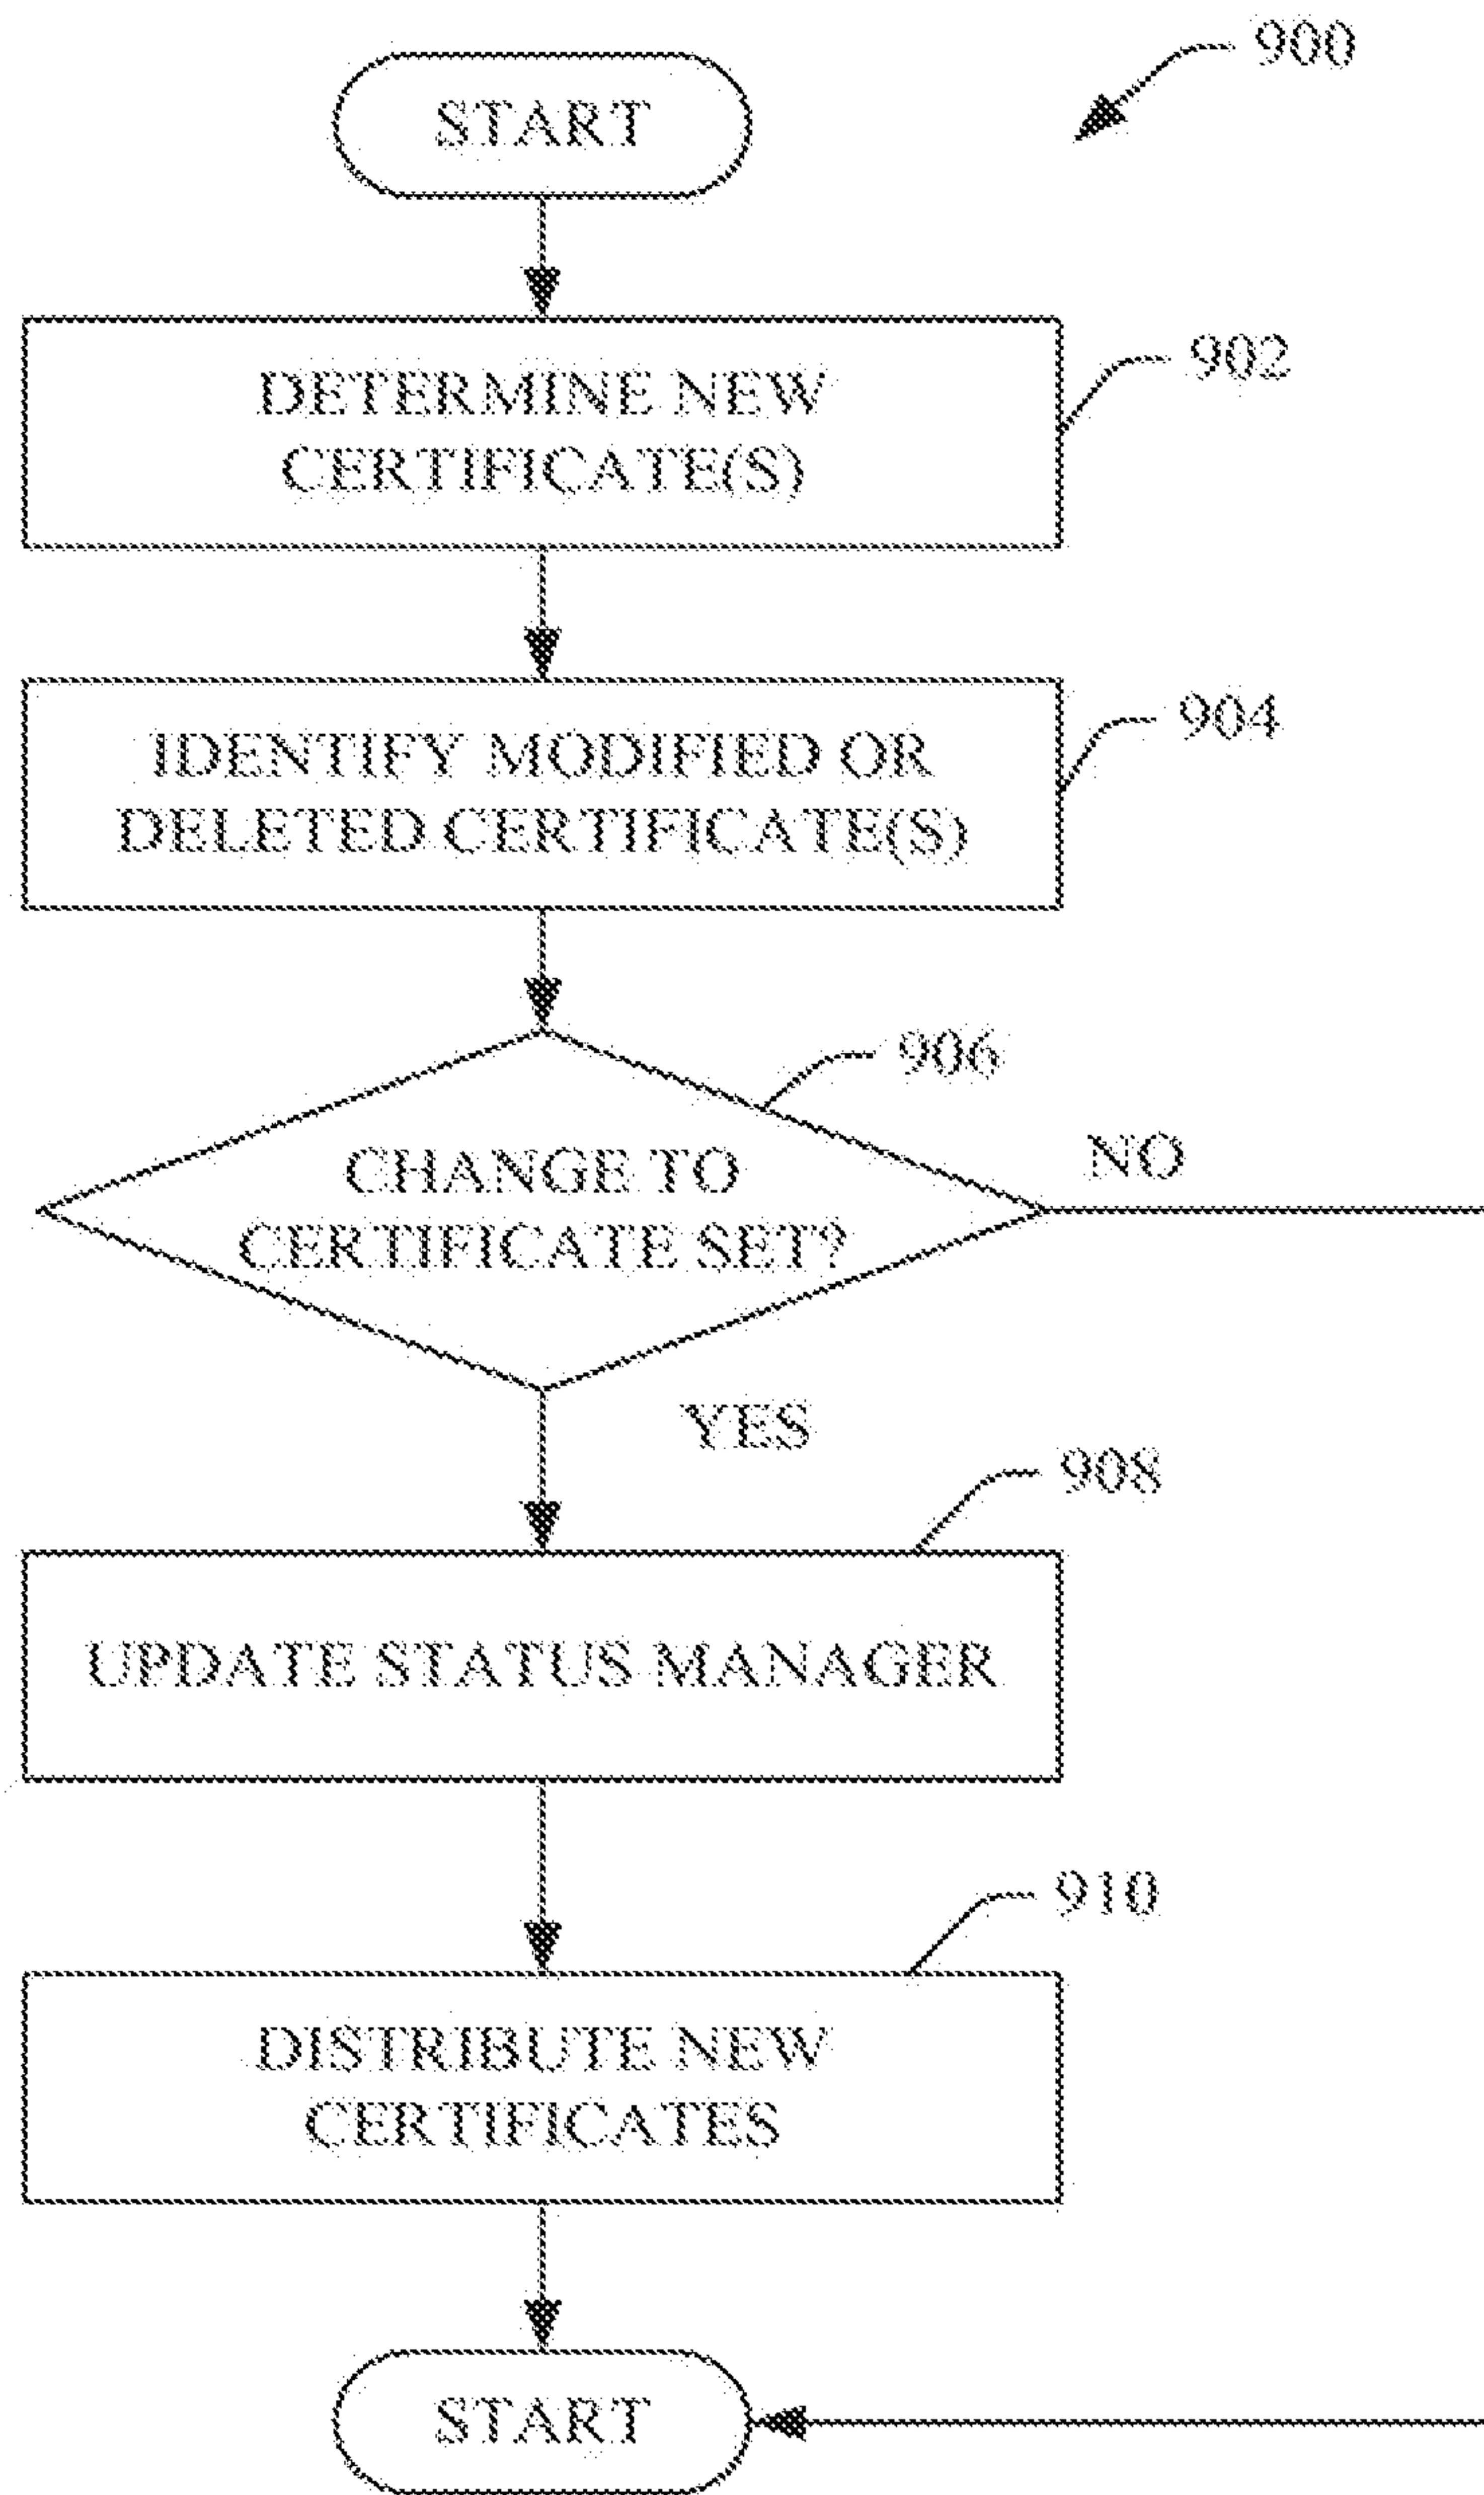 900
START
DETERMINE NEW
CERTIFICATE(S)
902
IDENTIFY MODIFIED OR
DELETED CERTIFICATE(S)
904
906
CHANGE TO
CERTIFICATE SET?
NO
YES
908
UPDATE STATUS MANAGER
910
DISTRIBUTE NEW
CERTIFICATES
START